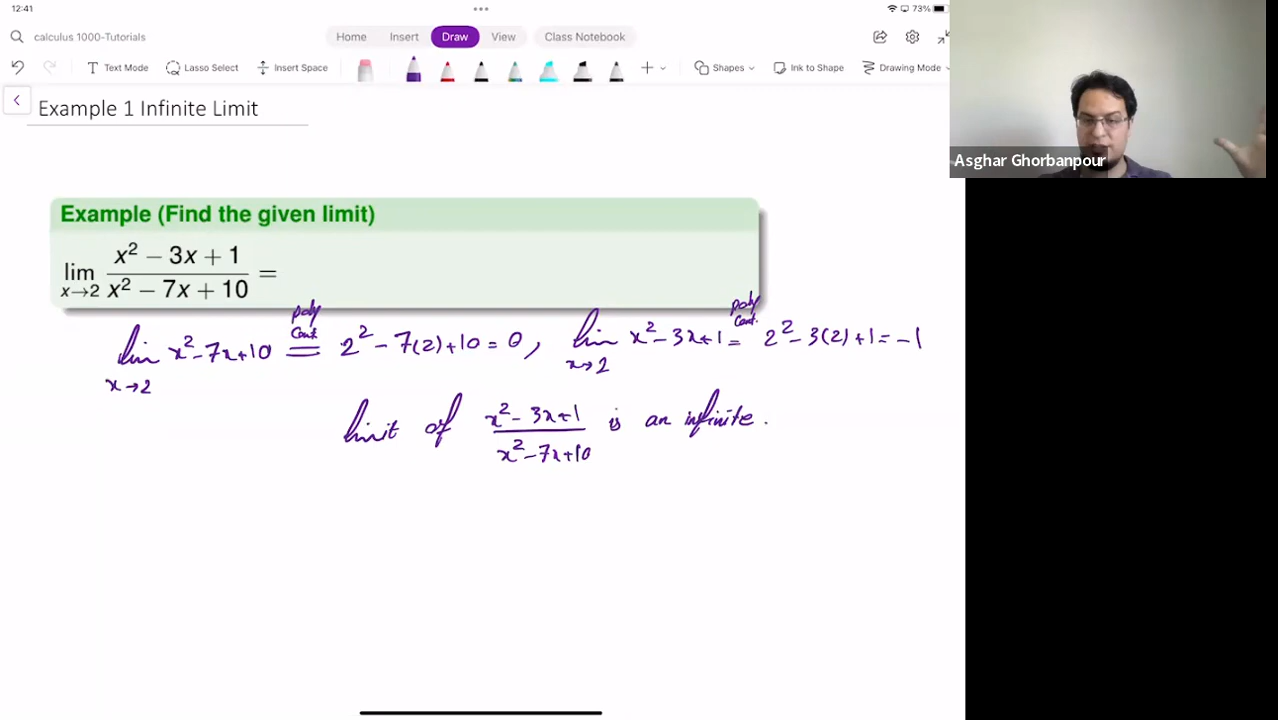 12:41
73%
calculus 1000-Tutorials
Home Insert Draw View Class Notebook
Text Mode Lasso Select Insert Space Shapes Ink to Shape Drawing Mode
Example 1 Infinite Limit
Asghar Ghorbanpour
Example (Find the given limit)
lim x→2 (x² − 3x + 1)/(x² − 7x + 10) =
lim x→2 x²-7x+10 =(poly Cont.) 2²-7(2)+10=0, lim x→2 x²-3x+1 =(poly Cont.) 2²-3(2)+1=-1
limit of (x²-3x+1)/(x²-7x+10) is an infinite.